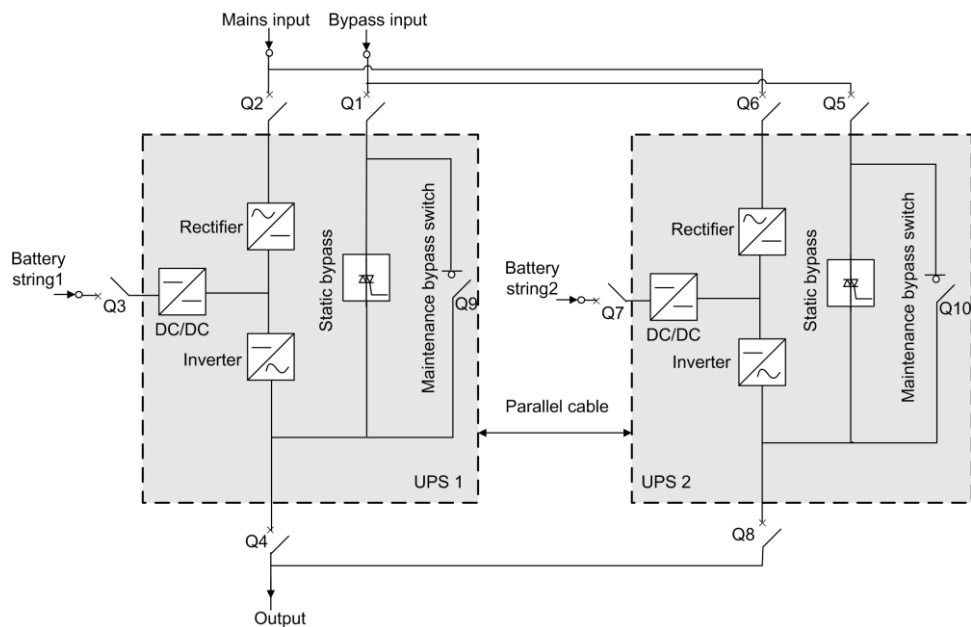 Mains input
Bypass input
Q2
Q1
Q6
Q5
Rectifier
Static bypass
Maintenance bypass switch
Battery
string1
Q3
DC/DC
Q9
Inverter
UPS 1
Parallel cable
Rectifier
Static bypass
Maintenance bypass switch
Battery
string2
Q7
DC/DC
Q10
Inverter
UPS 2
Q4
Q8
Output